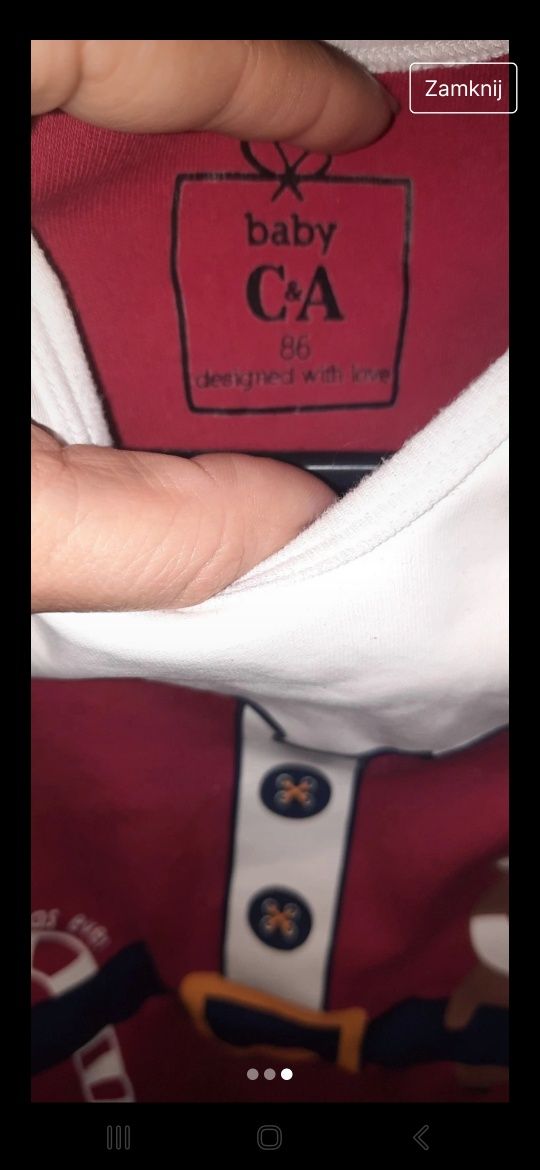 Zamknij
baby
C&A
86
designed with love